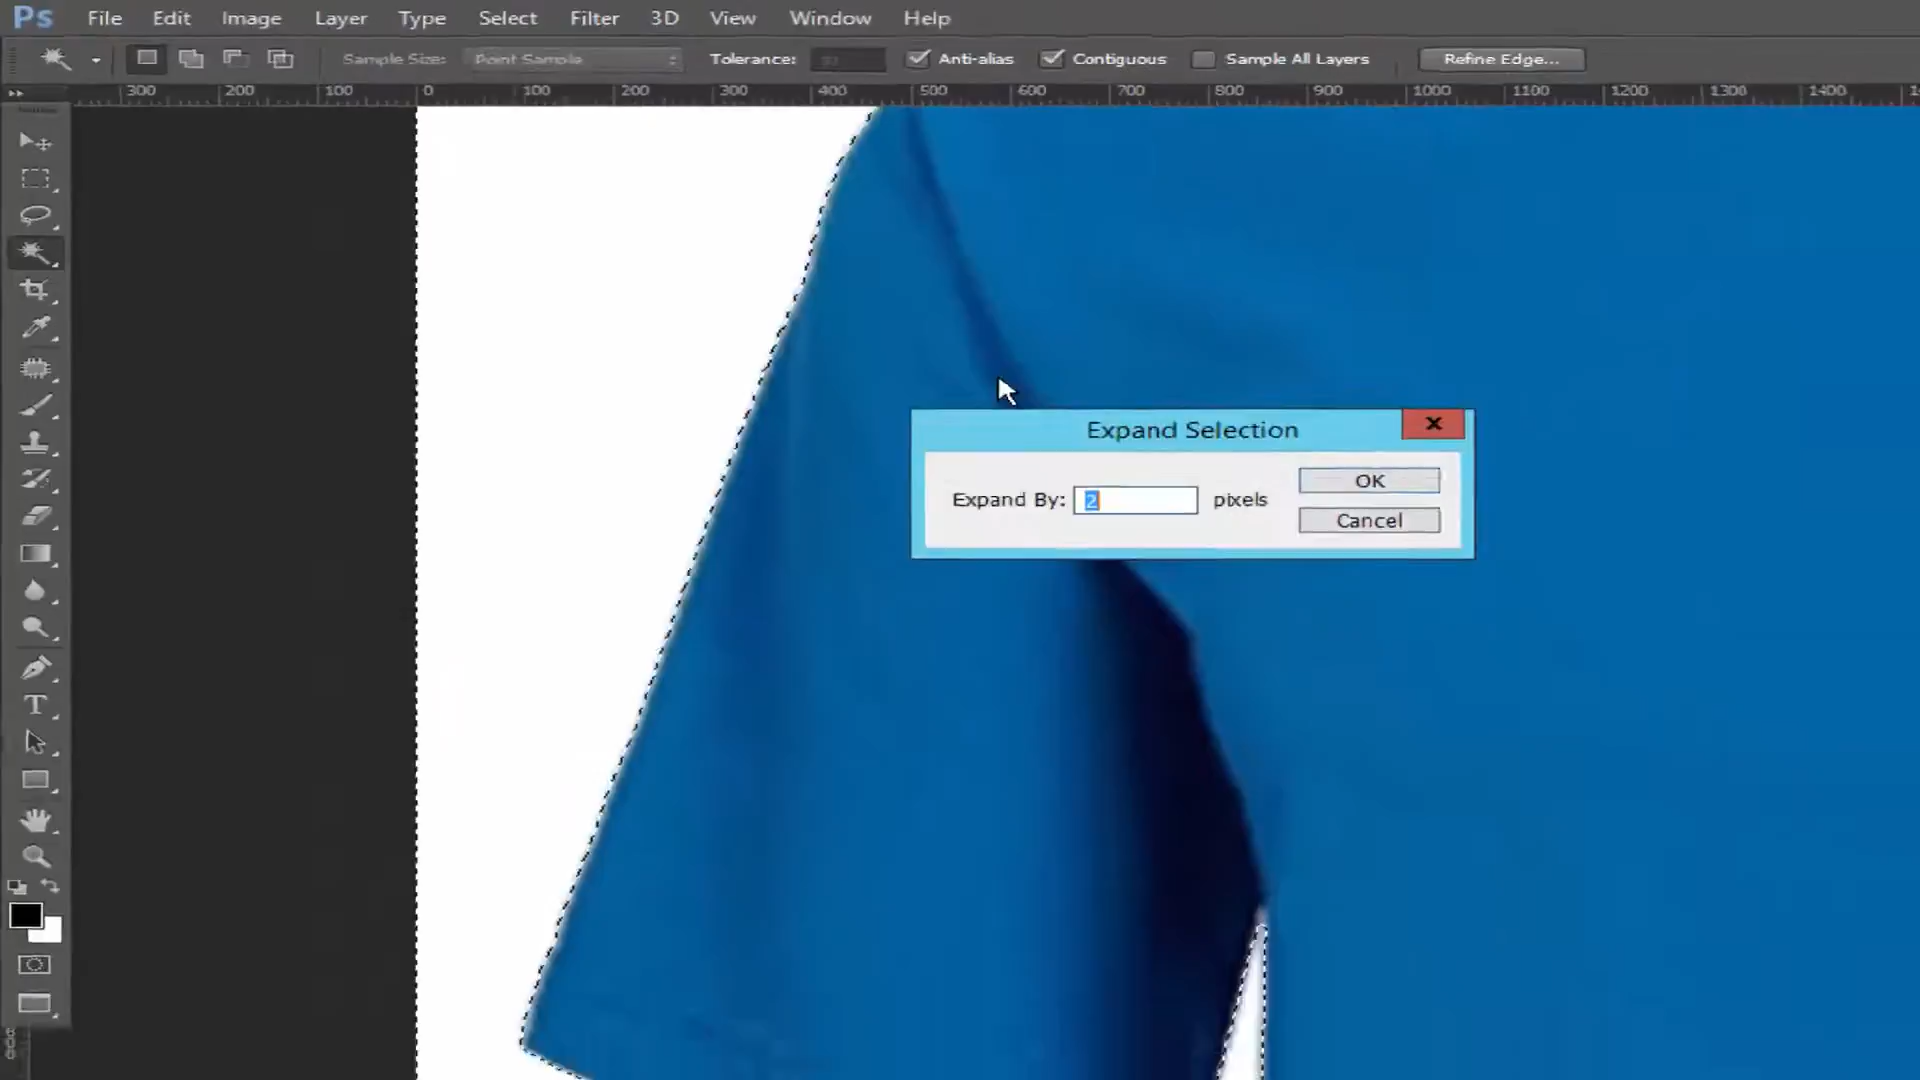 Ps File Edit Image Layer Type Select Filter 3D View Window Help
Sample Size: Point Sample Tolerance: Anti-alias Contiguous Sample All Layers Refine Edge...
300 200 100 0 100 200 300 400 500 600 700 800 900 1000 1100 1200 1300 1400
Expand Selection
Expand By: 2 pixels
OK
Cancel
T